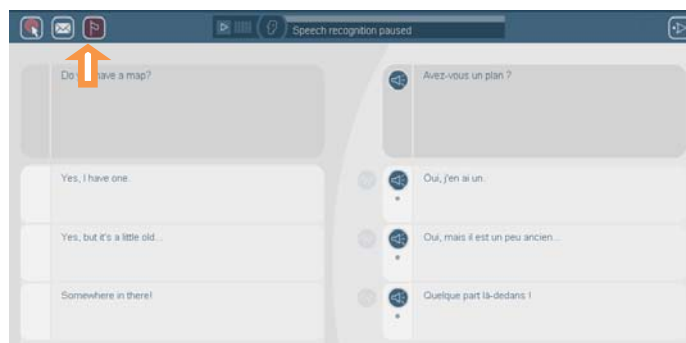 Speech recognition paused
Do have a map?
Avez-vous un plan ?
Yes, I have one.
Oui, j'en ai un.
Yes, but it's a little old...
Oui, mais il est un peu ancien...
Somewhere in there!
Quelque part là-dedans !